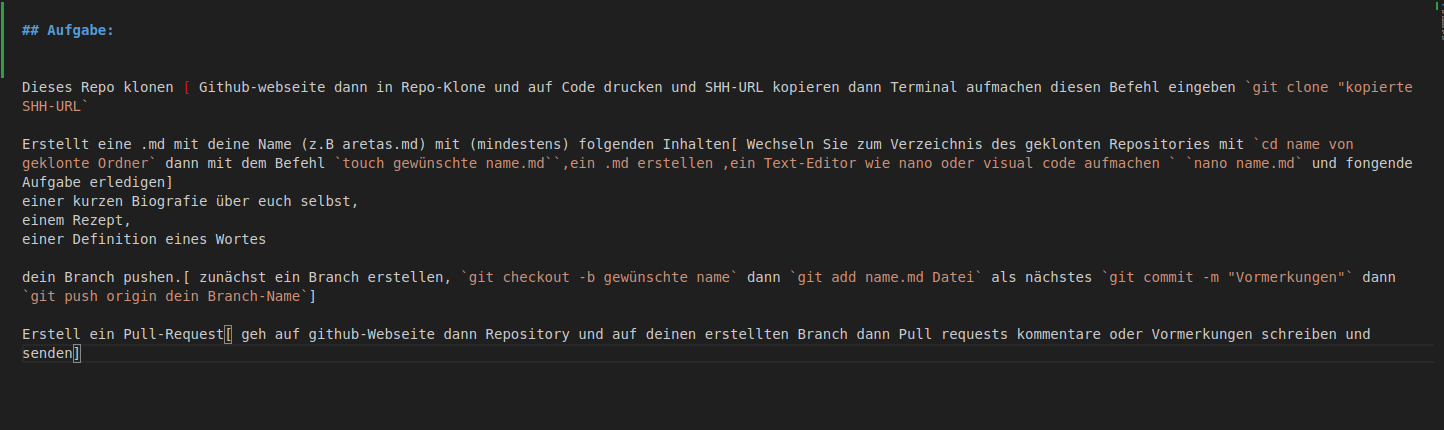 ## Aufgabe:
Dieses Repo klonen [ Github-webseite dann in Repo-Klone und auf Code drucken und SHH-URL kopieren dann Terminal aufmachen diesen Befehl eingeben `git clone "kopierte
SHH-URL`
Erstellt eine .md mit deine Name (z.B aretas.md) mit (mindestens) folgenden Inhalten[ Wechseln Sie zum Verzeichnis des geklonten Repositories mit `cd name von
geklonte Ordner` dann mit dem Befehl `touch gewünschte name.md``,ein .md erstellen ,ein Text-Editor wie nano oder visual code aufmachen ` `nano name.md` und fongende
Aufgabe erledigen]
einer kurzen Biografie über euch selbst,
einem Rezept,
einer Definition eines Wortes
dein Branch pushen.[ zunächst ein Branch erstellen, `git checkout -b gewünschte name` dann `git add name.md Datei` als nächstes `git commit -m "Vormerkungen"` dann
`git push origin dein Branch-Name`]
Erstell ein Pull-Request[ geh auf github-Webseite dann Repository und auf deinen erstellten Branch dann Pull requests kommentare oder Vormerkungen schreiben und
senden]